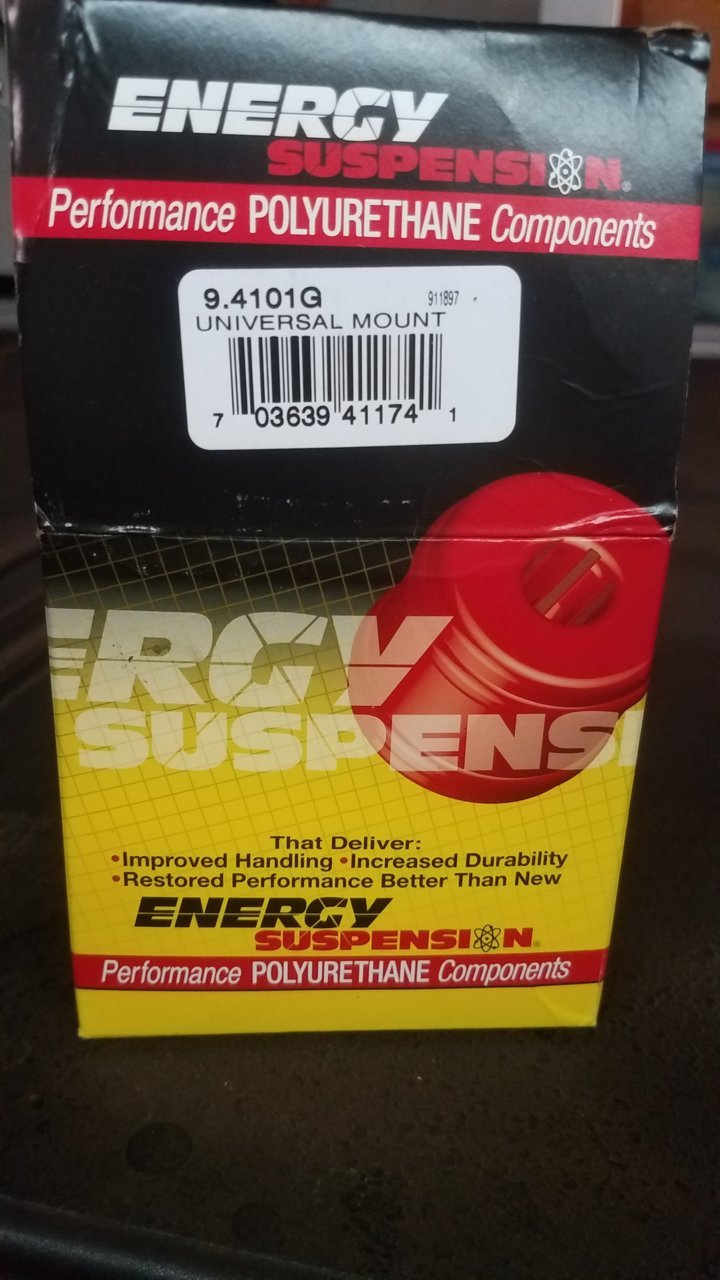 ENERGY
SUSPENSION®
Performance POLYURETHANE Components
9.4101G 911897
UNIVERSAL MOUNT
7 03639 41174 1
ERGY
SUSPENSI
That Deliver:
•Improved Handling •Increased Durability
•Restored Performance Better Than New
ENERGY
SUSPENSION®
Performance POLYURETHANE Components